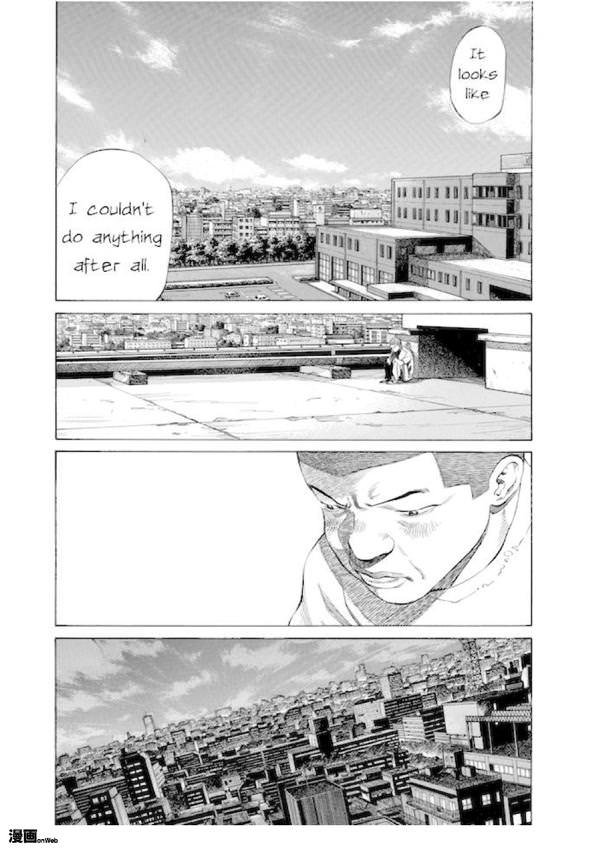 It
looks
like
I couldn't
do anything
after all.
漫画onWeb